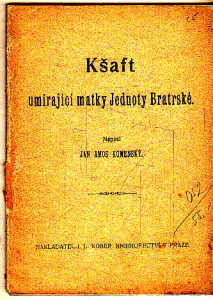 Kšaft
umírající matky Jednoty Bratrské.
Napsal
JAN AMOS KOMENSKÝ.
NAKLADATEL I. L. KOBER KNIHKUPECTVÍ V PRAZE